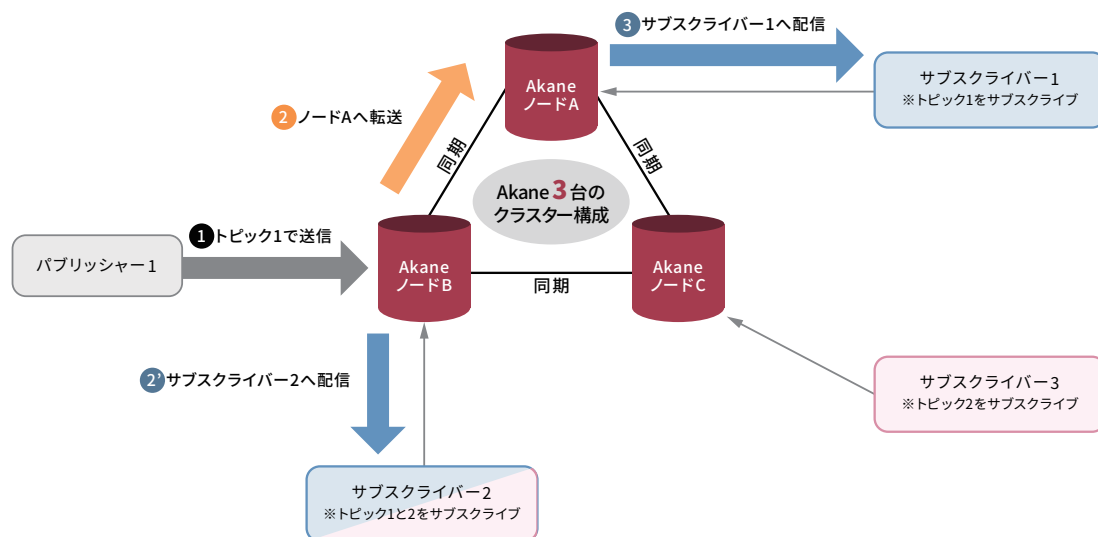 3 サブスクライバー1へ配信
Akane
ノードA
サブスクライバー1
※トピック1をサブスクライブ
2 ノードAへ転送
同期
同期
Akane 3台の
クラスター構成
1 トピック1で送信
パブリッシャー1
Akane
ノードB
同期
Akane
ノードC
2' サブスクライバー2へ配信
サブスクライバー3
※トピック2をサブスクライブ
サブスクライバー2
※トピック1と2をサブスクライブ